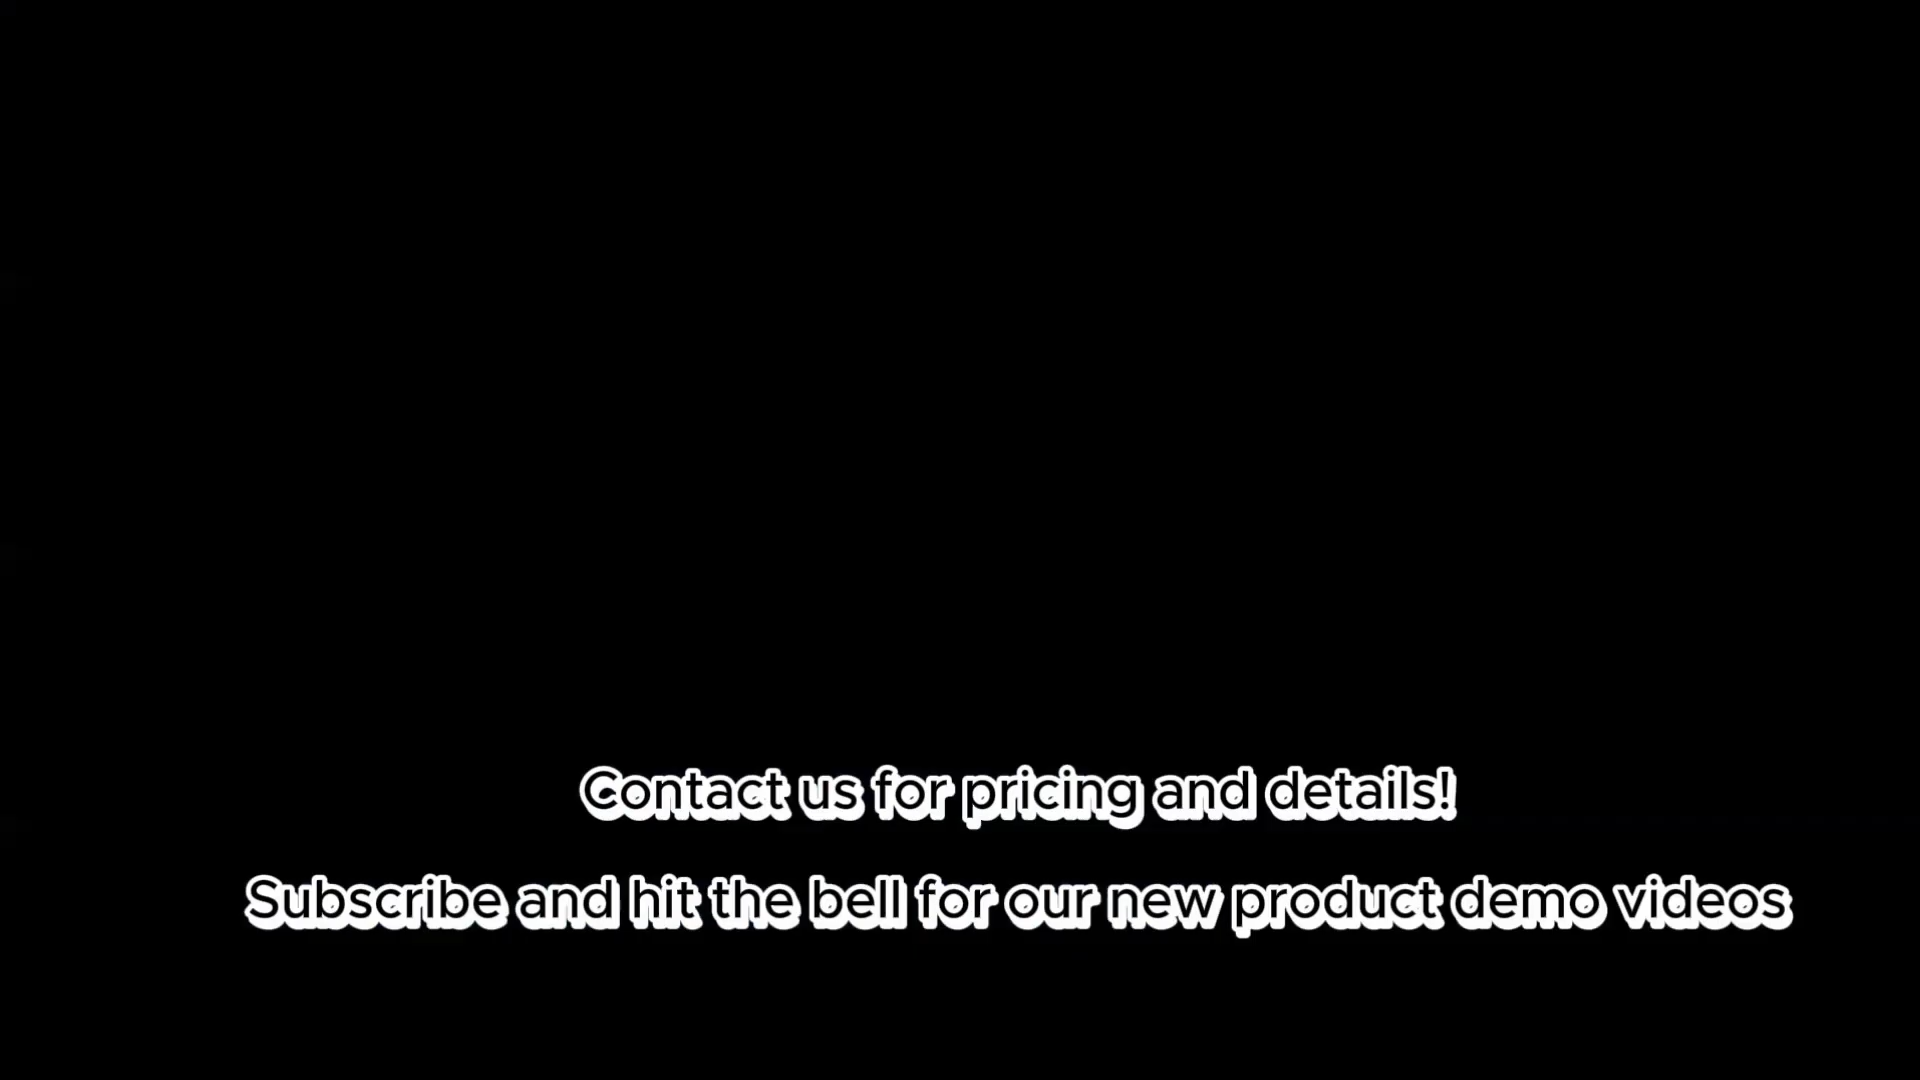 Contact us for pricing and details!
Subscribe and hit the bell for our new product demo videos